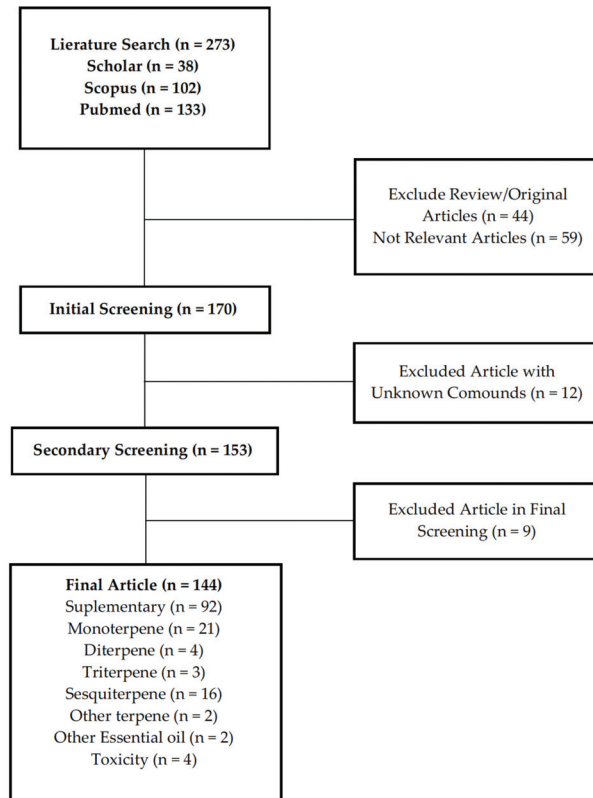 Lierature Search (n = 273)
Scholar (n = 38)
Scopus (n = 102)
Pubmed (n = 133)
Exclude Review/Original
Articles (n = 44)
Not Relevant Articles (n = 59)
Initial Screening (n = 170)
Excluded Article with
Unknown Comounds (n = 12)
Secondary Screening (n = 153)
Excluded Article in Final
Screening (n = 9)
Final Article (n = 144)
Suplementary (n = 92)
Monoterpene (n = 21)
Diterpene (n = 4)
Triterpene (n = 3)
Sesquiterpene (n = 16)
Other terpene (n = 2)
Other Essential oil (n = 2)
Toxicity (n = 4)